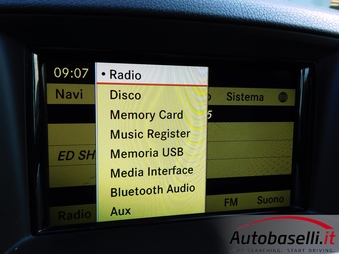 09:07
• Radio
Navi
Disco
o
Sistema
Memory Card
5
Music Register
ED SH
Memoria USB
Media Interface
Bluetooth Audio
Radio
Aux
FM
Suono
Autobaselli.it